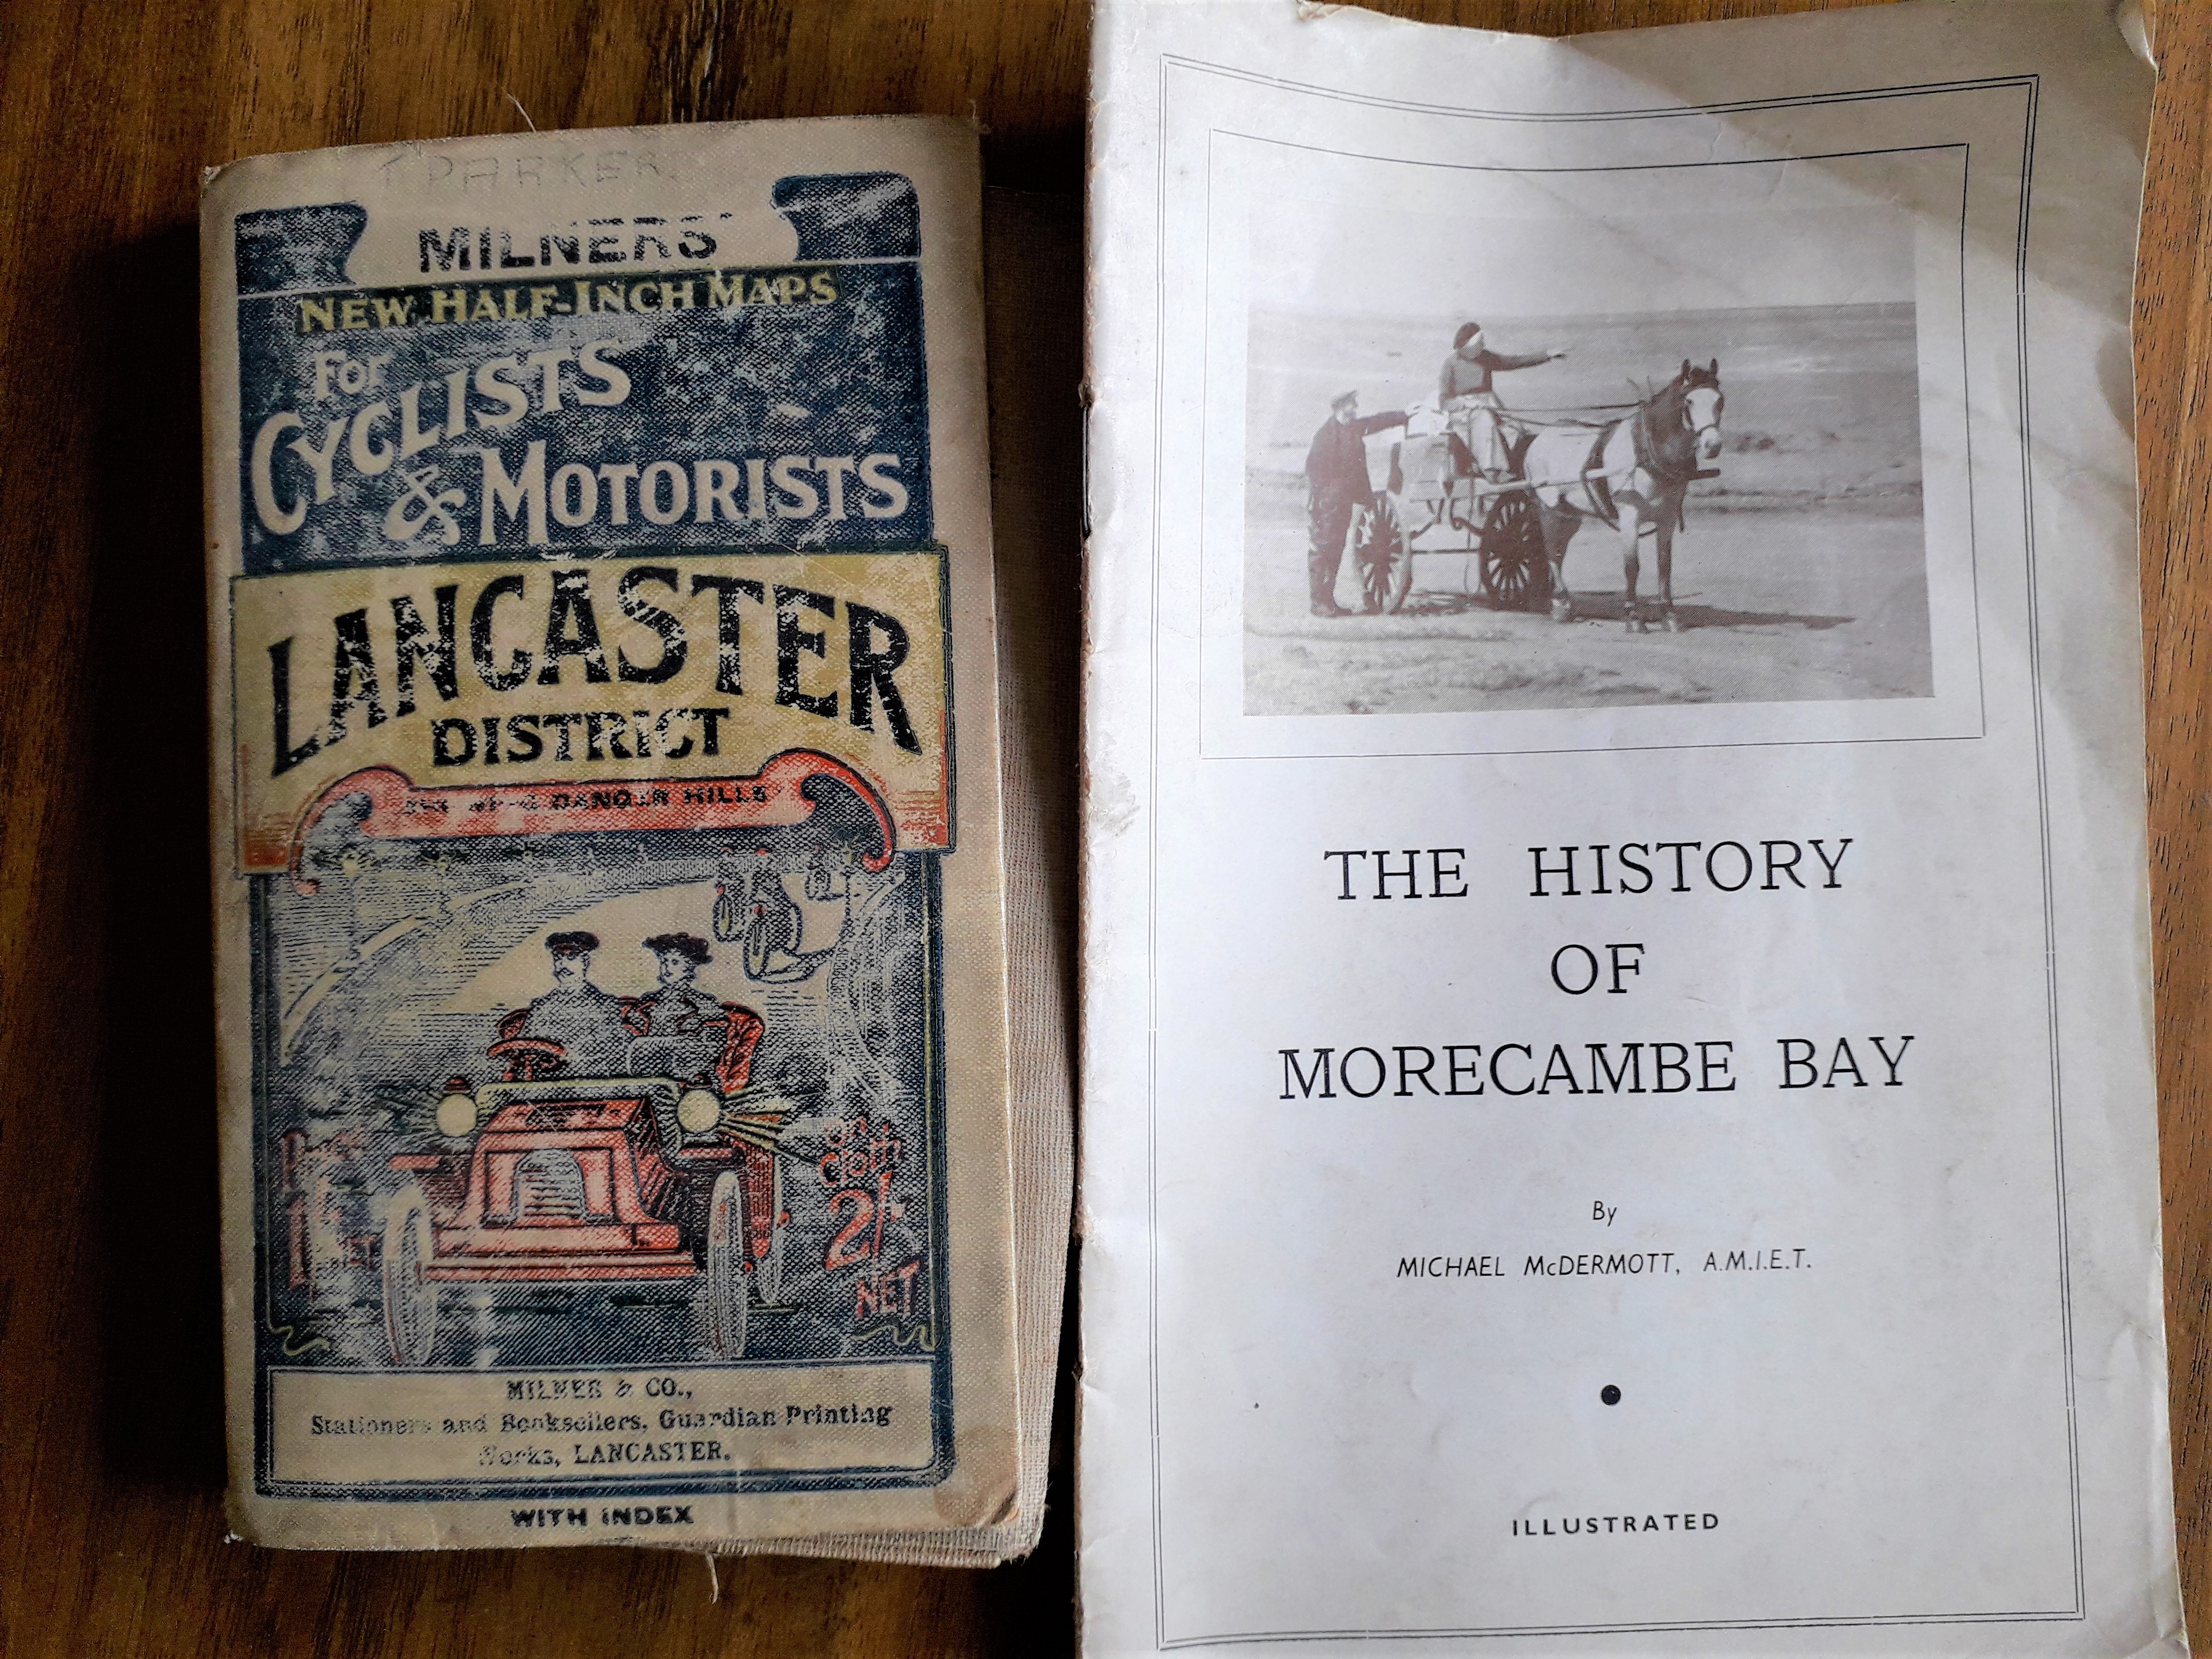 PARKER
MILNERS'
NEW HALF-INCH MAPS
FOR
CYCLISTS
& MOTORISTS
LANCASTER
DISTRICT
DANGER HILLS
On
Cloth
2/-
NET
MILNER & CO.,
Stationers and Booksellers, Guardian Printing
Works, LANCASTER.
WITH INDEX
THE HISTORY
OF
MORECAMBE BAY
By
MICHAEL McDERMOTT, A.M.I.E.T.
ILLUSTRATED